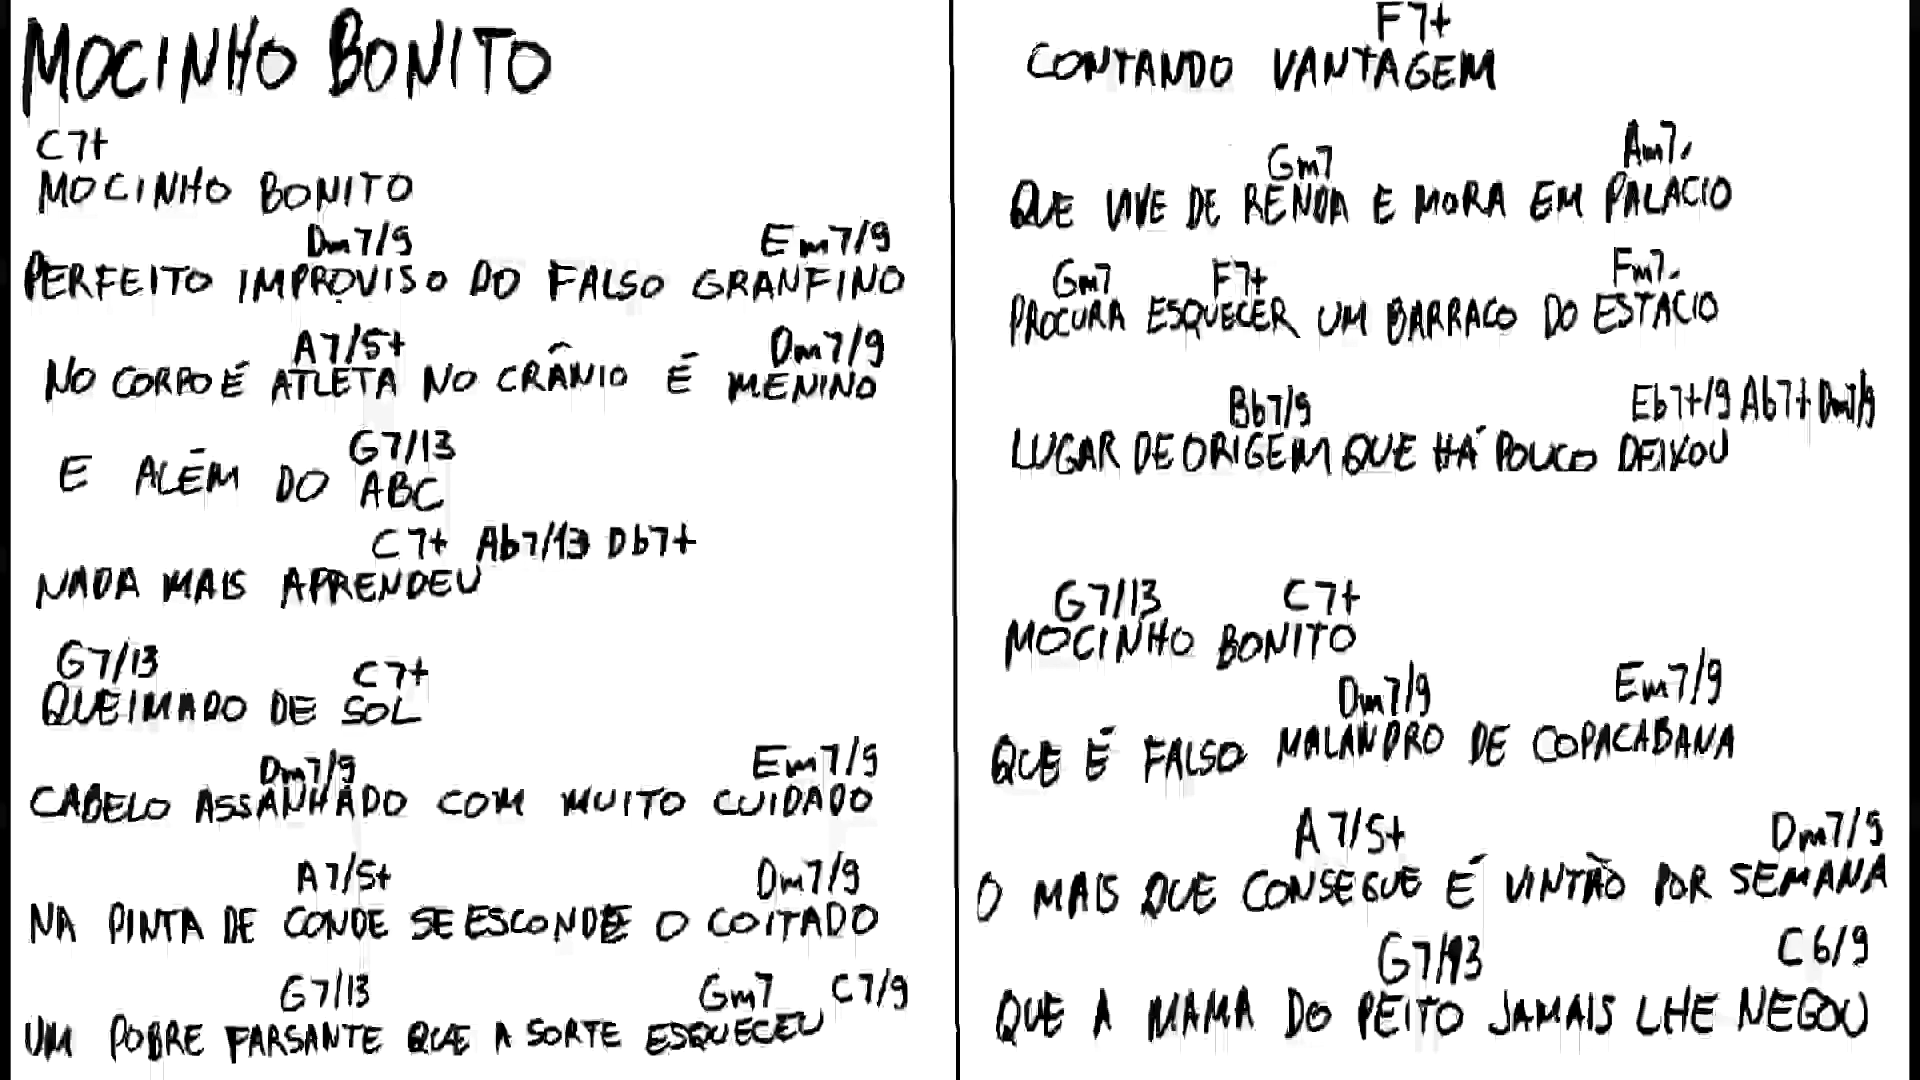 MOCINHO BONITO
C7+
MOCINHO BONITO
Dm7/9 Em7/9
PERFEITO IMPROVISO DO FALSO GRANFINO
A7/5+ Dm7/9
NO CORPO É ATLETA NO CRÂNIO É MENINO
G7/13
E ALÉM DO ABC
C7+ Ab7/13 Db7+
NADA MAIS APRENDEU
G7/13 C7+
QUEIMADO DE SOL
Dm7/9 Em7/9
CABELO ASSANHADO COM MUITO CUIDADO
A7/5+ Dm7/9
NA PINTA DE CONDE SE ESCONDE O COITADO
G7/13 Gm7 C7/9
UM POBRE FARSANTE QUE A SORTE ESQUECEU
F7+
CONTANDO VANTAGEM
Gm7 Am7.
QUE VIVE DE RENDA E MORA EM PALACIO
Gm7 F7+ Fm7.
PROCURA ESQUECER UM BARRACO DO ESTACIO
Bb7/9 Eb7+/9 Ab7+ Dm7/9
LUGAR DE ORIGEM QUE HÁ POUCO DEIXOU
G7/13 C7+
MOCINHO BONITO
Dm7/9 Em7/9
QUE É FALSO MALANDRO DE COPACABANA
A7/5+ Dm7/9
O MAIS QUE CONSEGUE É VINTÃO POR SEMANA
G7/13 C6/9
QUE A MAMA DO PEITO JAMAIS LHE NEGOU